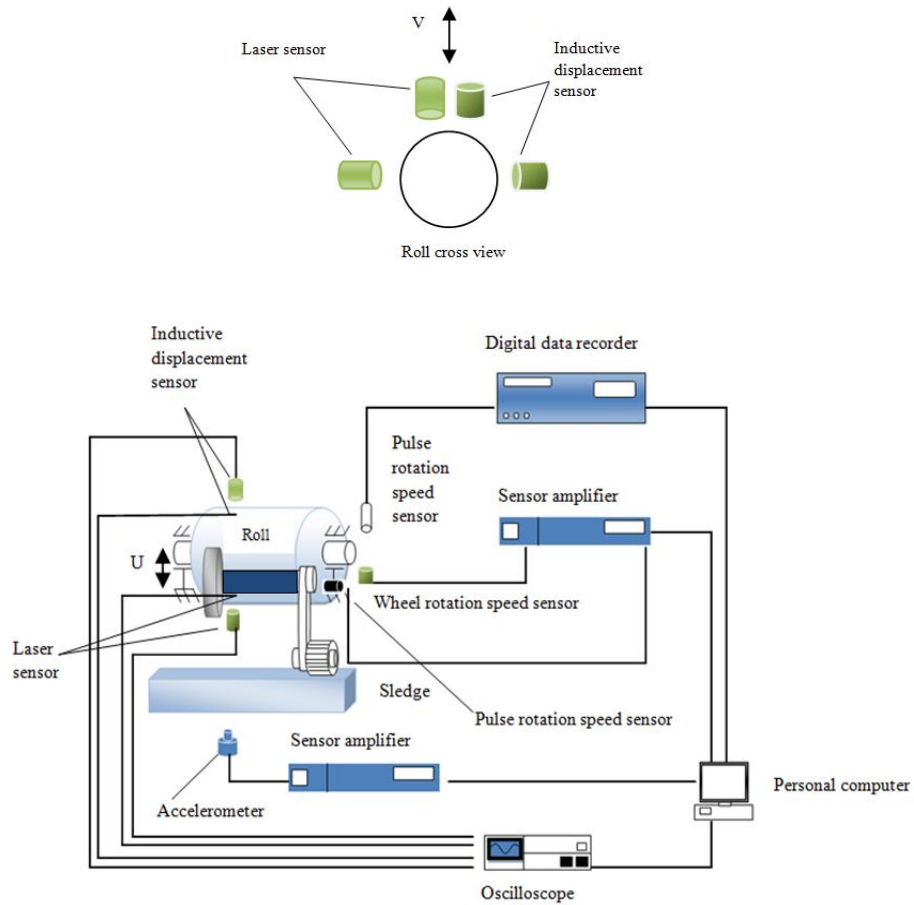 V
Laser sensor
Inductive
displacement
sensor
Roll cross view
Inductive
displacement
sensor
Digital data recorder
Pulse
rotation
speed
sensor
Sensor amplifier
Roll
U
Wheel rotation speed sensor
Laser
sensor
Sledge
Pulse rotation speed sensor
Sensor amplifier
Accelerometer
Personal computer
Oscilloscope